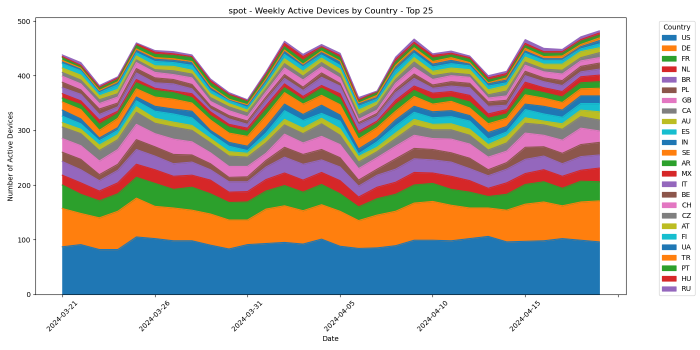 spot - Weekly Active Devices by Country - Top 25
Number of Active Devices
500
400
300
200
100
0
2024-03-21
2024-03-26
2024-03-31
2024-04-05
2024-04-10
2024-04-15
Date
Country
US
DE
FR
NL
BR
PL
GB
CA
AU
ES
IN
SE
AR
MX
IT
BE
CH
CZ
AT
FI
UA
TR
PT
HU
RU